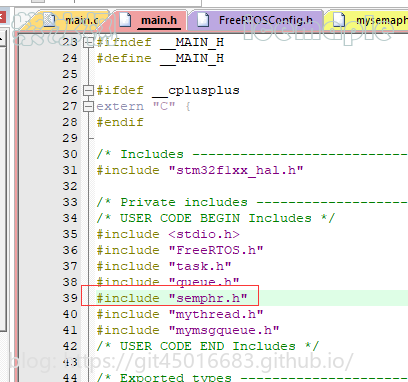 main.c main.h FreeRTOSConfig.h mysemaph
23 #ifndef __MAIN_H
24 #define __MAIN_H
25
26 #ifdef __cplusplus
27 extern "C" {
28 #endif
29
30 /* Includes ------------------
31 #include "stm32f1xx_hal.h"
32
33 /* Private includes ----------
34 /* USER CODE BEGIN Includes */
35 #include <stdio.h>
36 #include "FreeRTOS.h"
37 #include "task.h"
38 #include "queue.h"
39 #include "semphr.h"
40 #include "mythread.h"
41 #include "mymsgqueue.h"
42 /* USER CODE END Includes */
43
44 /* Exported types ------------
blog: https://git45016683.github.io/